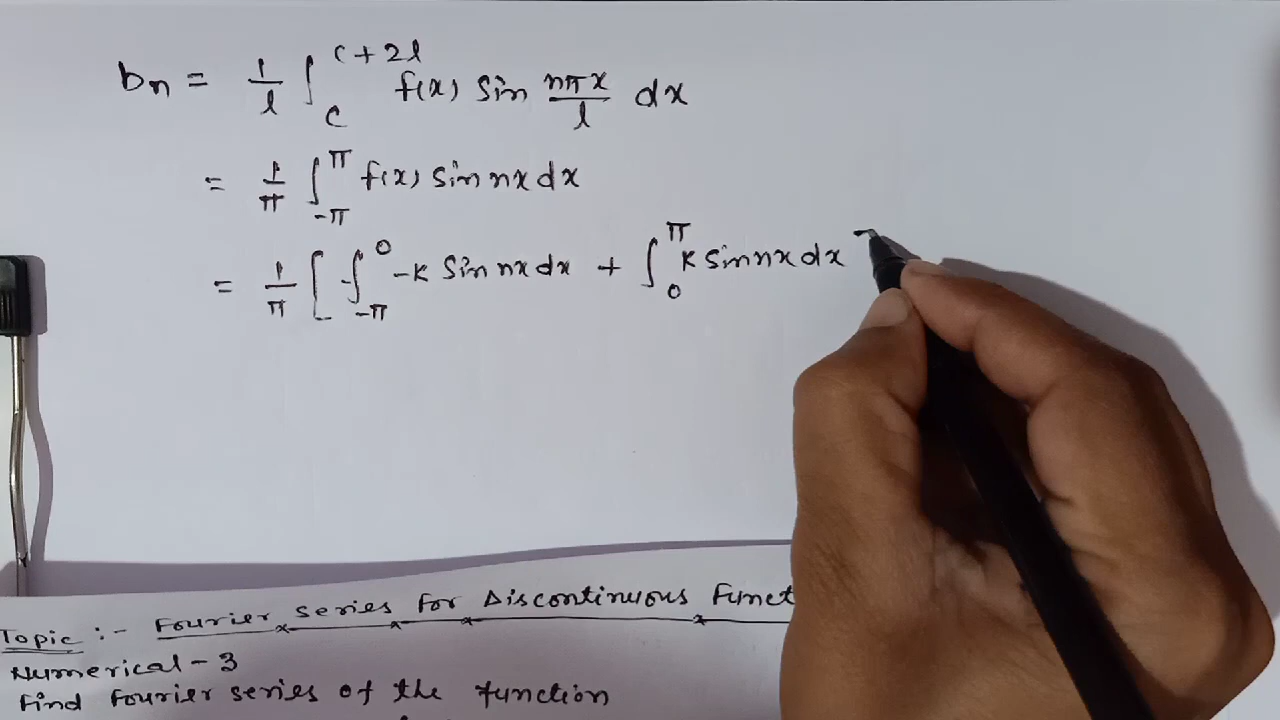 bn = 1/l ∫_c^{c+2l} f(x) sin nπx/l dx
= 1/π ∫_{-π}^{π} f(x) sin nx dx
= 1/π [ ∫_{-π}^{0} -k sin nx dx + ∫_0^π k sin nx dx
Topic :- Fourier series for Discontinuous Funct
Numerical - 3
Find Fourier series of the function